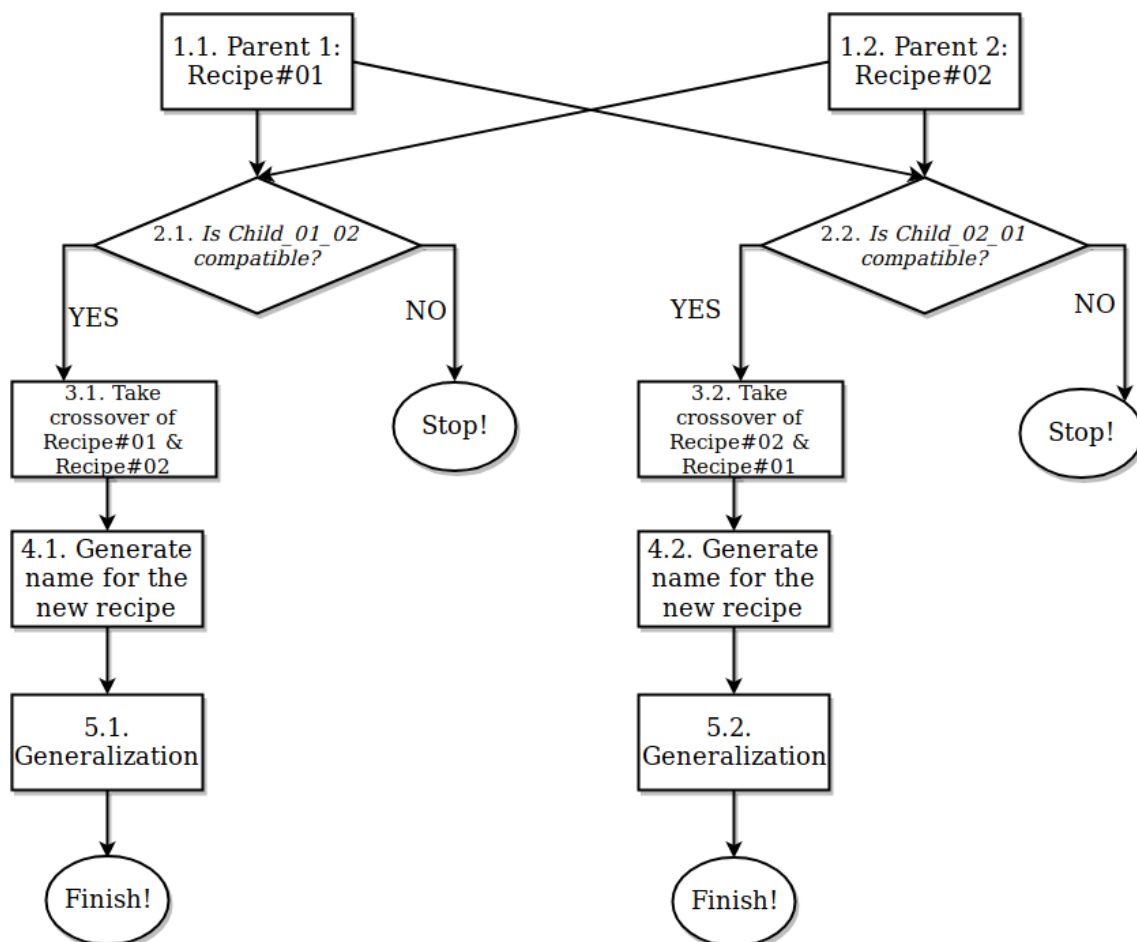 1.1. Parent 1:
Recipe#01
1.2. Parent 2:
Recipe#02
2.1. Is Child_01_02
compatible?
2.2. Is Child_02_01
compatible?
YES
NO
YES
NO
3.1. Take
crossover of
Recipe#01 &
Recipe#02
Stop!
3.2. Take
crossover of
Recipe#02 &
Recipe#01
Stop!
4.1. Generate
name for the
new recipe
4.2. Generate
name for the
new recipe
5.1.
Generalization
5.2.
Generalization
Finish!
Finish!